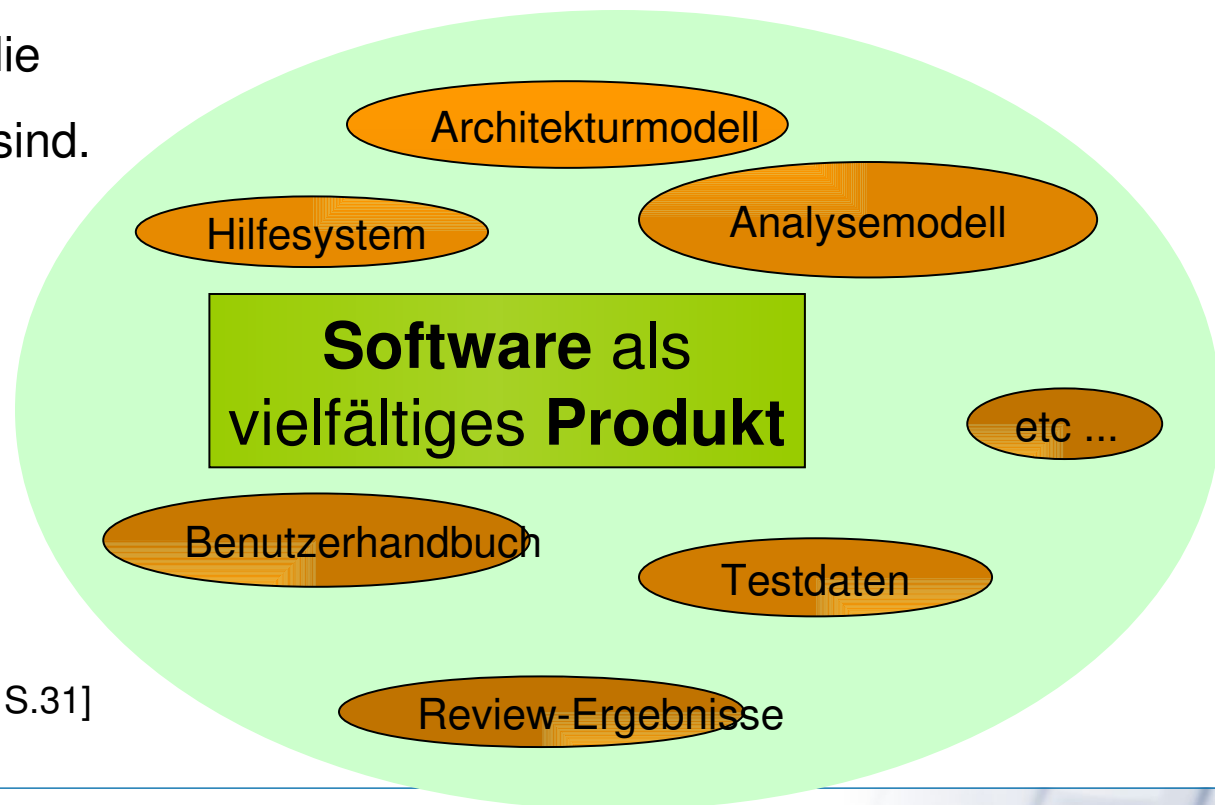 die
sind.
Architekturmodell
Hilfesystem
Analysemodell
Software als
vielfältiges Produkt
etc ...
Benutzerhandbuch
Testdaten
S.31]
Review-Ergebnisse